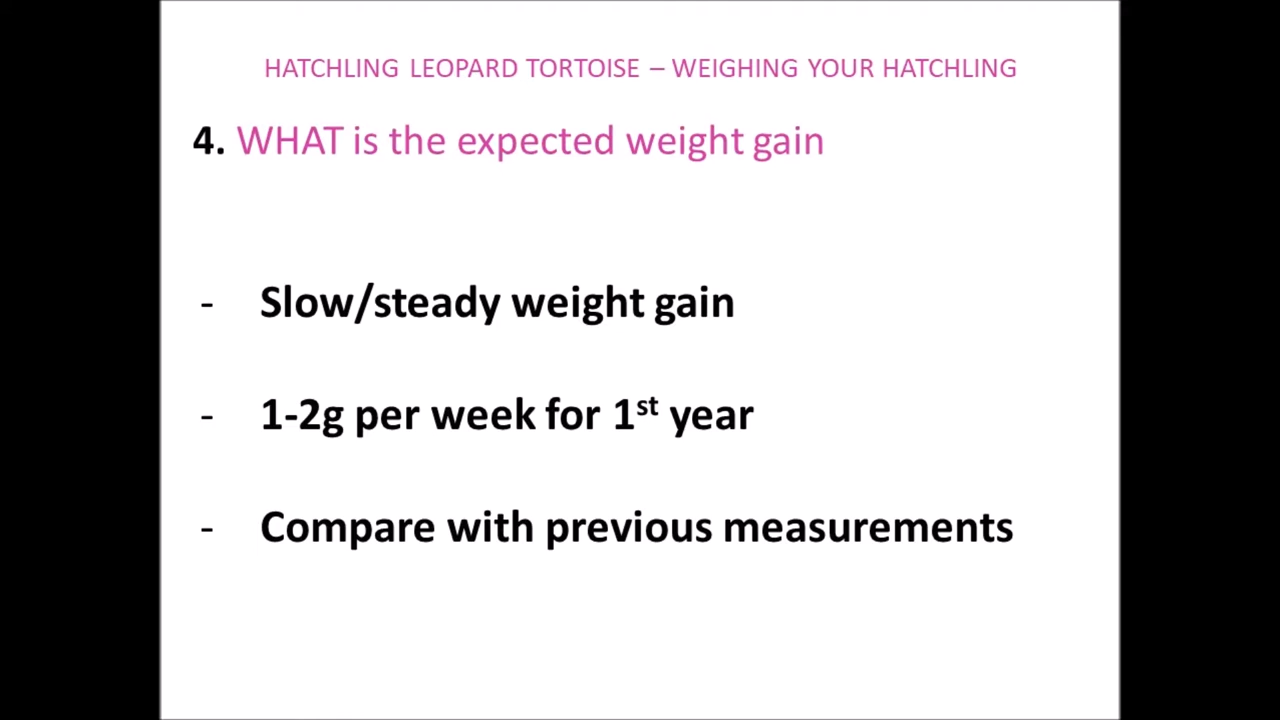 HATCHLING LEOPARD TORTOISE – WEIGHING YOUR HATCHLING
4. WHAT is the expected weight gain
- Slow/steady weight gain
- 1-2g per week for 1st year
- Compare with previous measurements